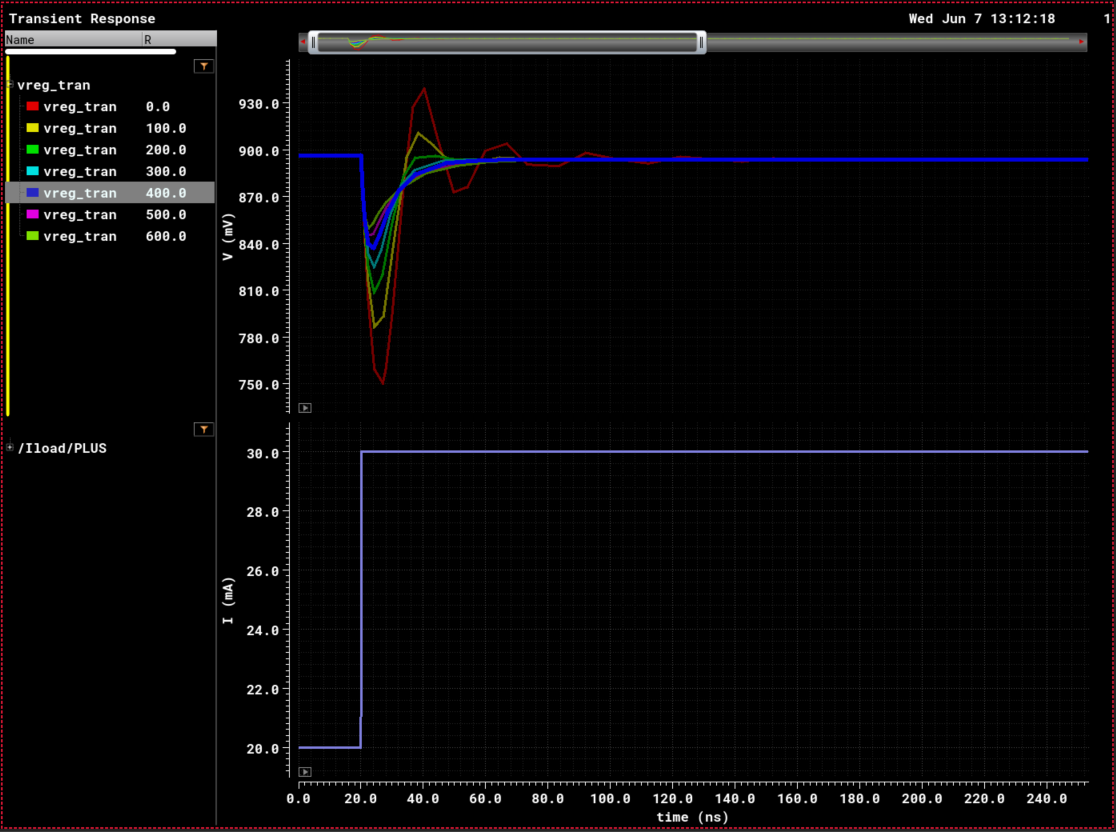 Transient Response
Wed Jun 7 13:12:18 1
Name R
vreg_tran
vreg_tran 0.0
vreg_tran 100.0
vreg_tran 200.0
vreg_tran 300.0
vreg_tran 400.0
vreg_tran 500.0
vreg_tran 600.0
V (mV)
930.0
900.0
870.0
840.0
810.0
780.0
750.0
/Iload/PLUS
I (mA)
30.0
28.0
26.0
24.0
22.0
20.0
0.0 20.0 40.0 60.0 80.0 100.0 120.0 140.0 160.0 180.0 200.0 220.0 240.0
time (ns)